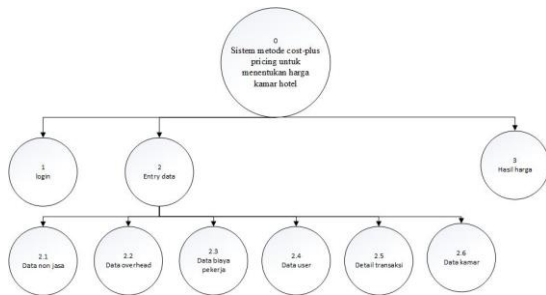 0
Sistem metode cost-plus
pricing untuk
menentukan harga
kamar hotel
1
login
2
Entry data
3
Hasil harga
2.1
Data non jasa
2.2
Data overhead
2.3
Data biaya
pekerja
2.4
Data user
2.5
Detail transaksi
2.6
Data kamar